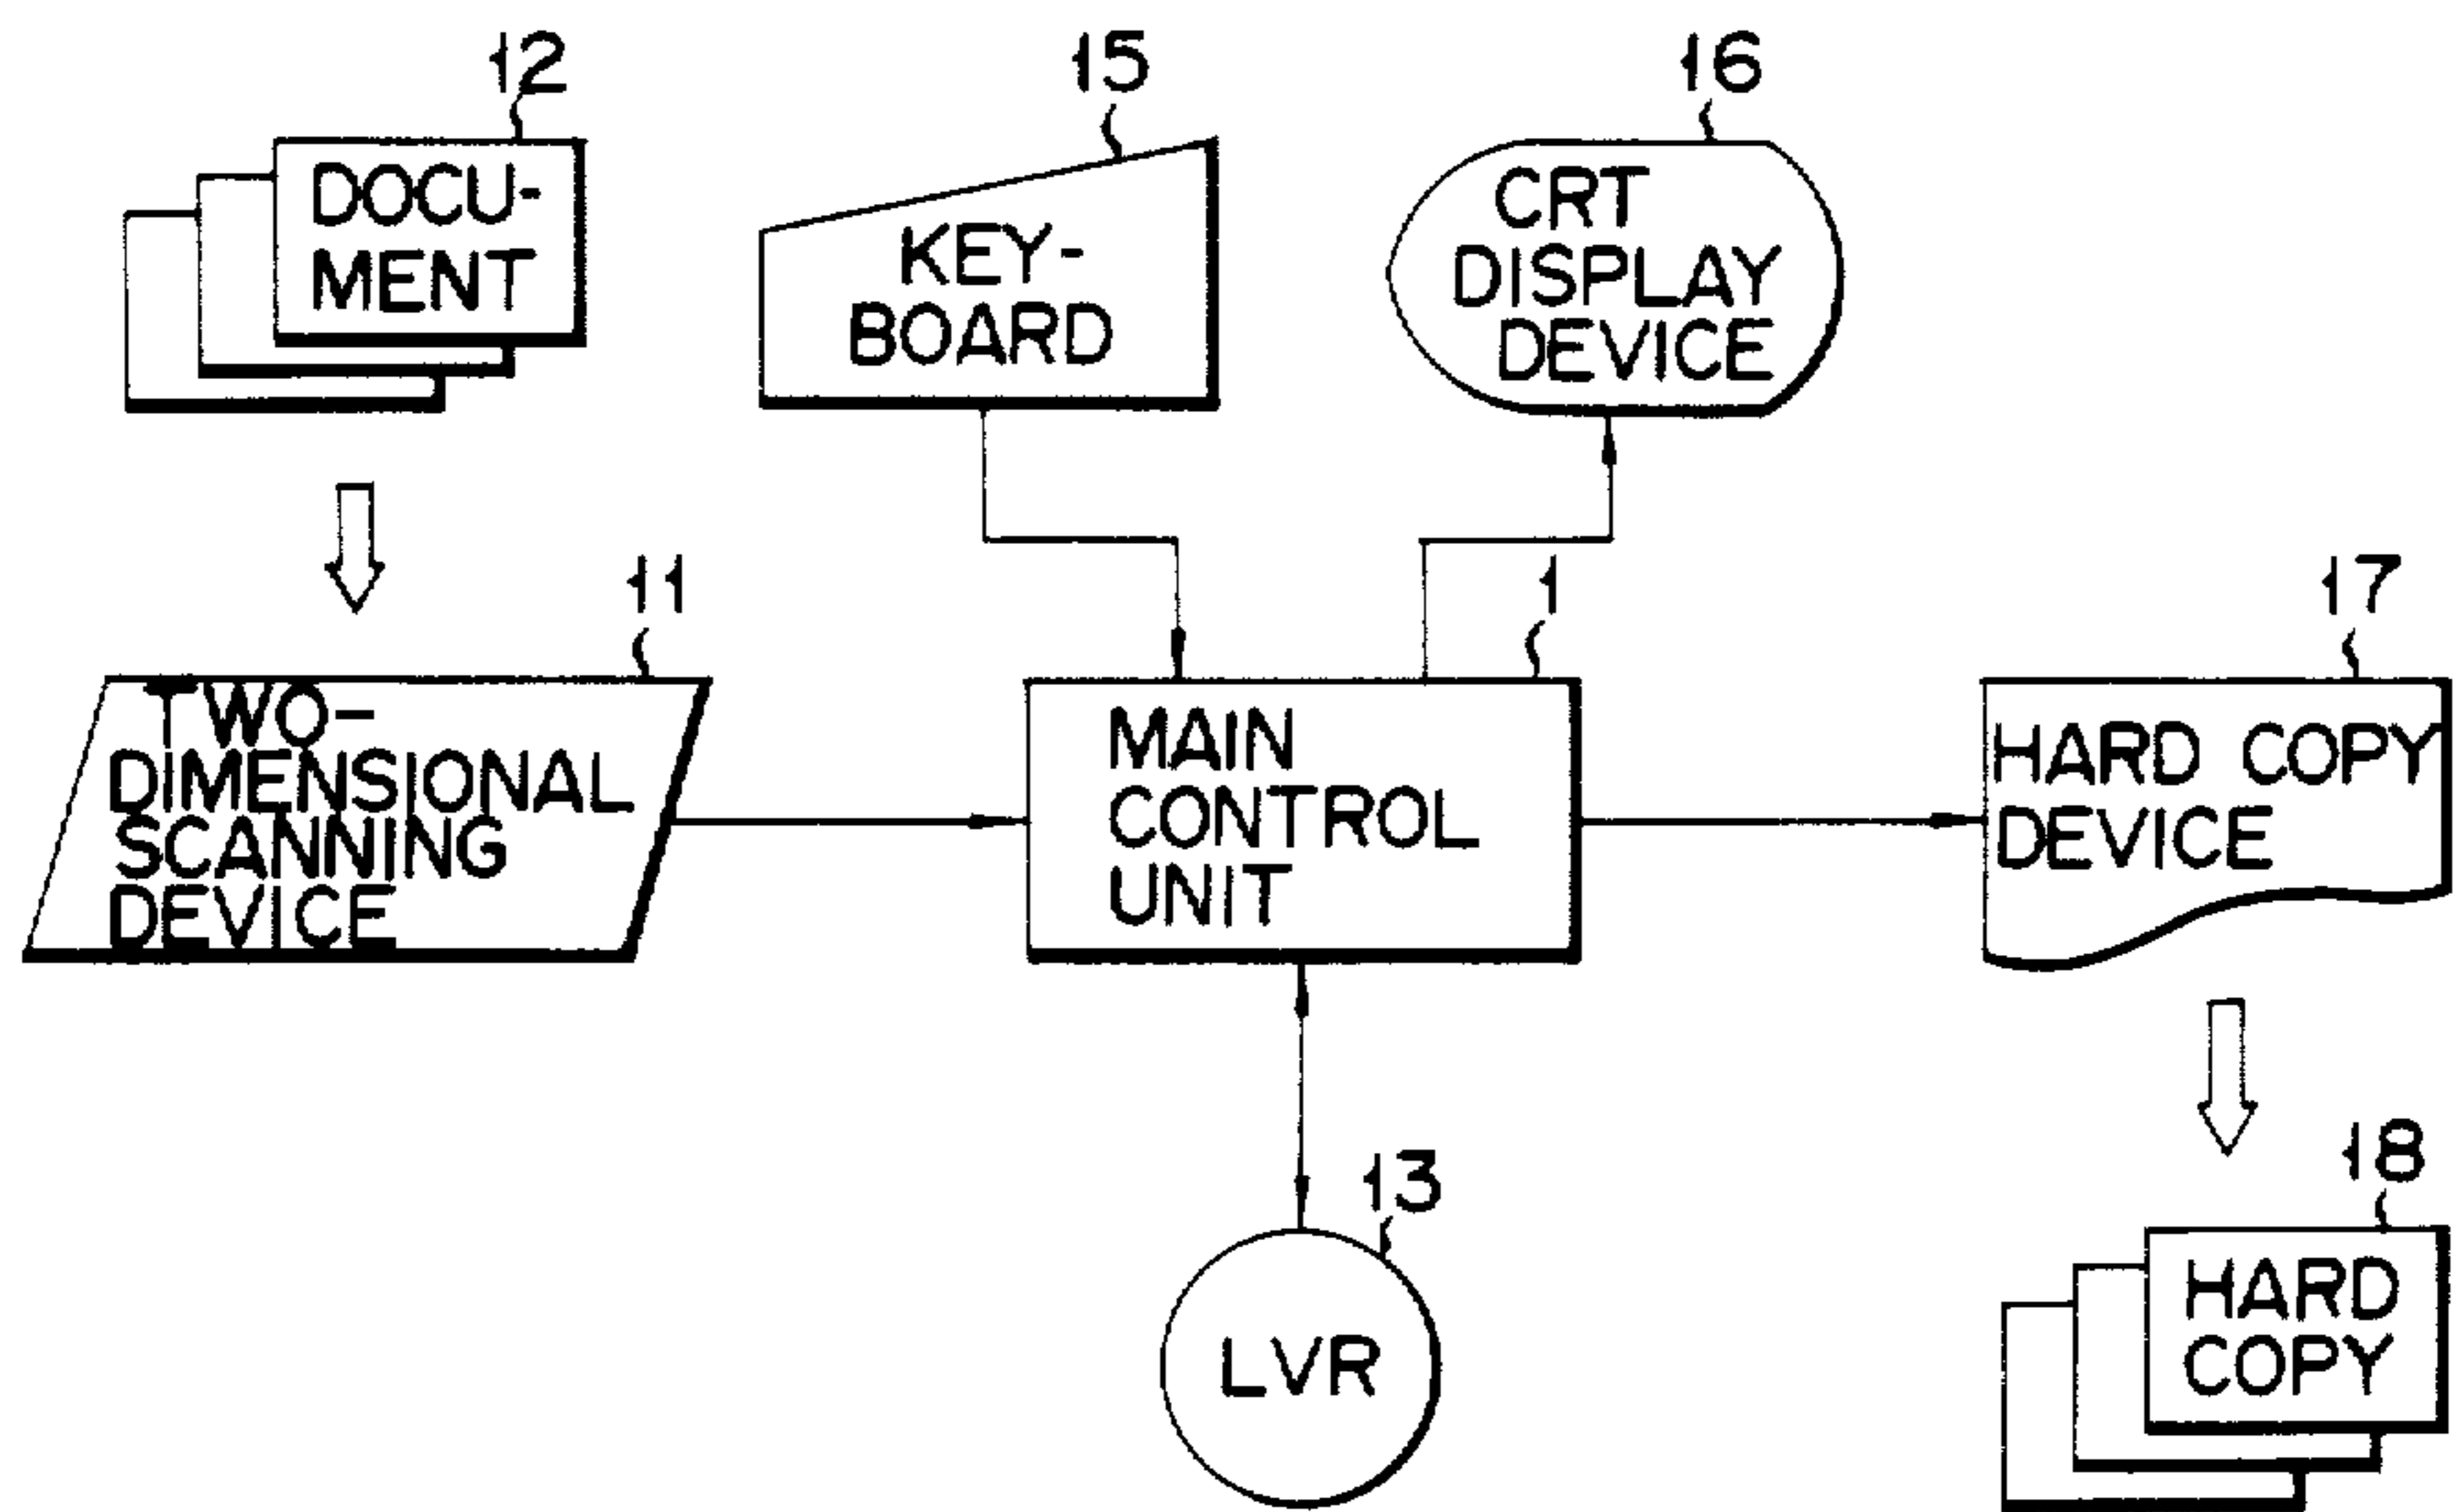 12
DOCU-
MENT
15
KEY-
BOARD
16
CRT
DISPLAY
DEVICE
11
TWO-
DIMENSIONAL
SCANNING
DEVICE
1
MAIN
CONTROL
UNIT
17
HARD COPY
DEVICE
13
LVR
18
HARD
COPY